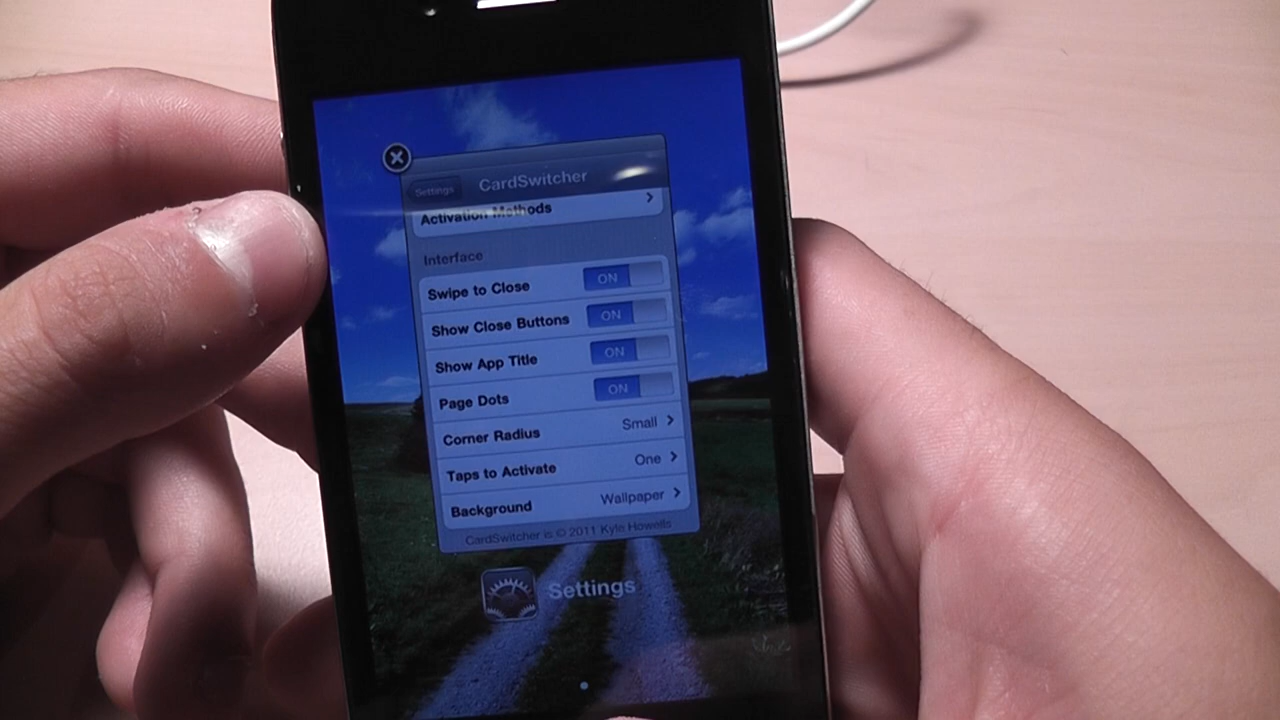 Settings
CardSwitcher
Activation Methods
Interface
Swipe to Close ON
Show Close Buttons ON
Show App Title ON
Page Dots ON
Corner Radius Small
Taps to Activate One
Background Wallpaper
CardSwitcher is © 2011 Kyle Howells
Settings